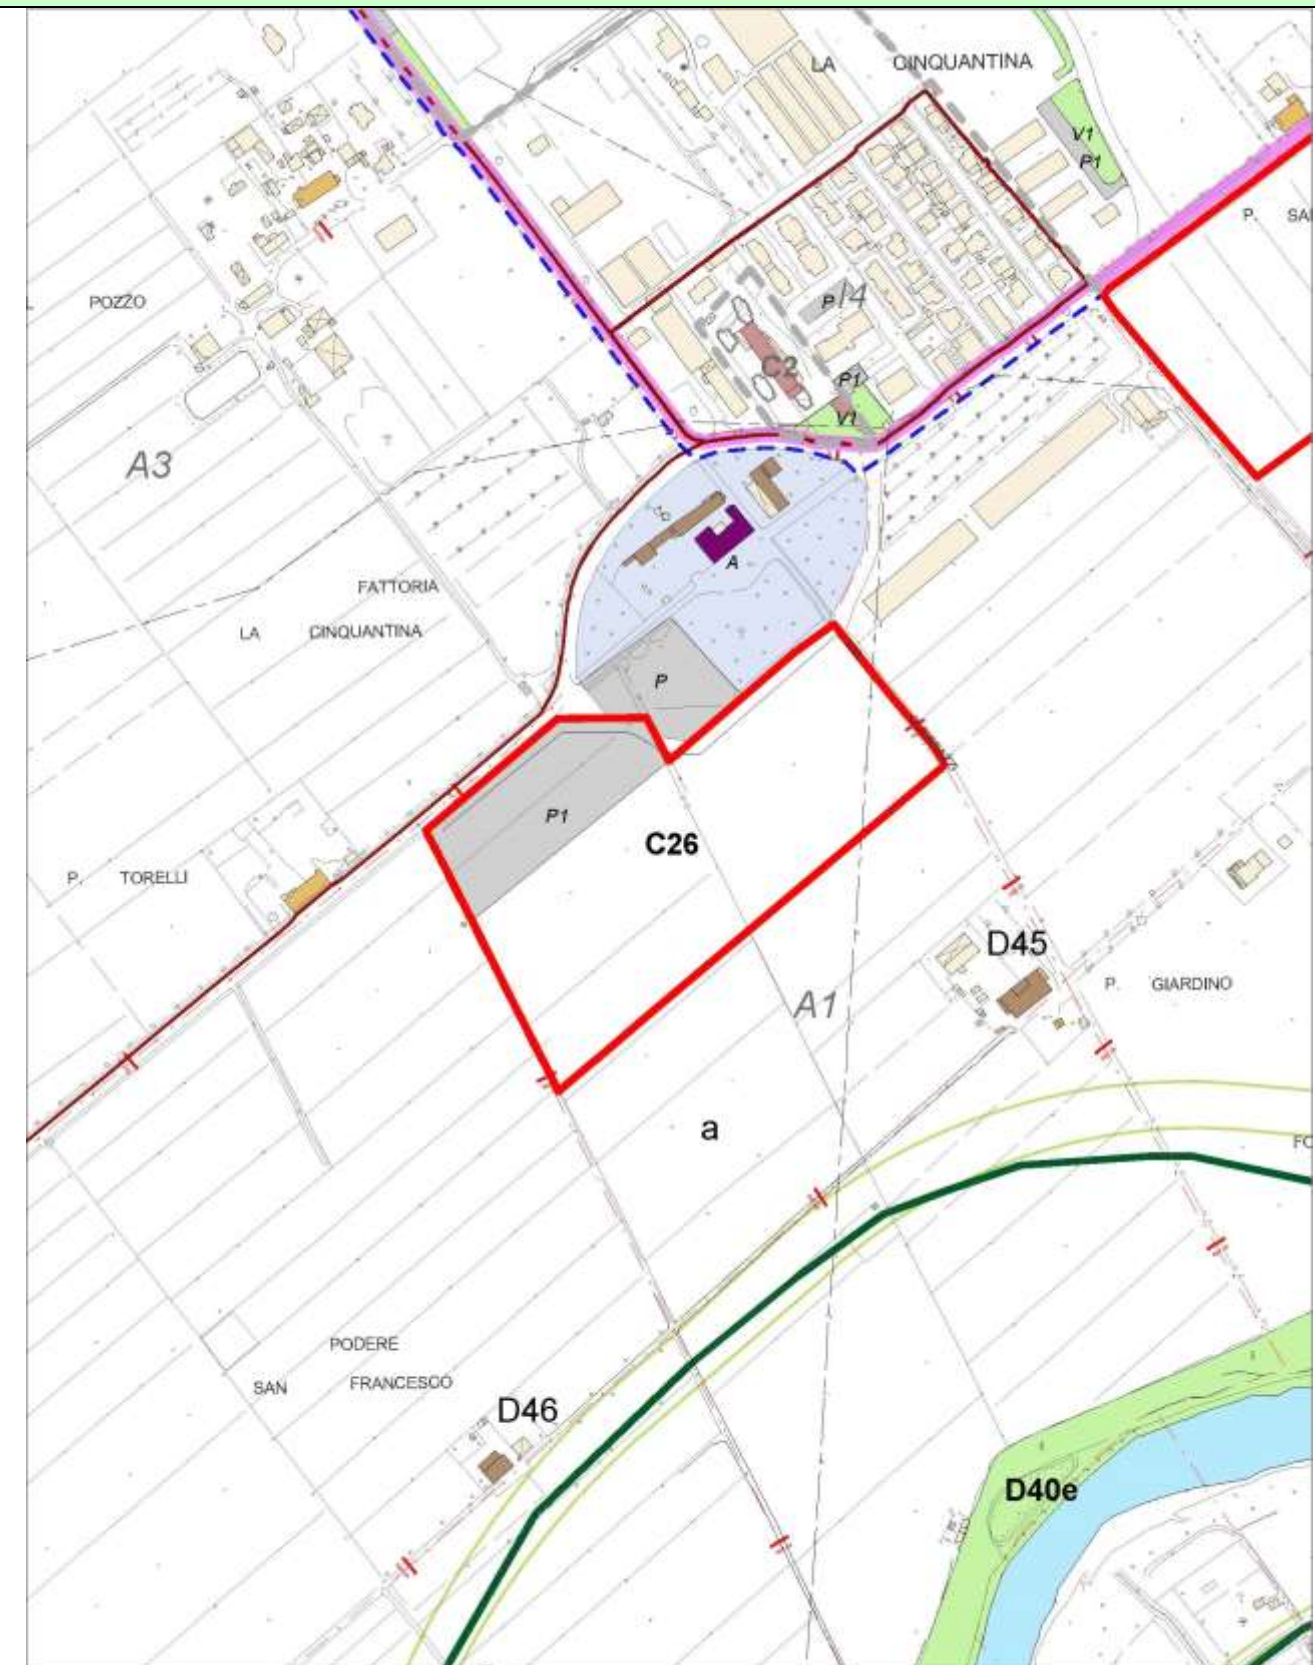 LA CINQUANTINA
V1
P1
P. SA
POZZO
P I4
C2
P1
V1
A3
A
FATTORIA
LA CINQUANTINA
P
P1
C26
P. TORELLI
D45
P. GIARDINO
A1
a
FO
PODERE
SAN FRANCESCO
D46
D40e